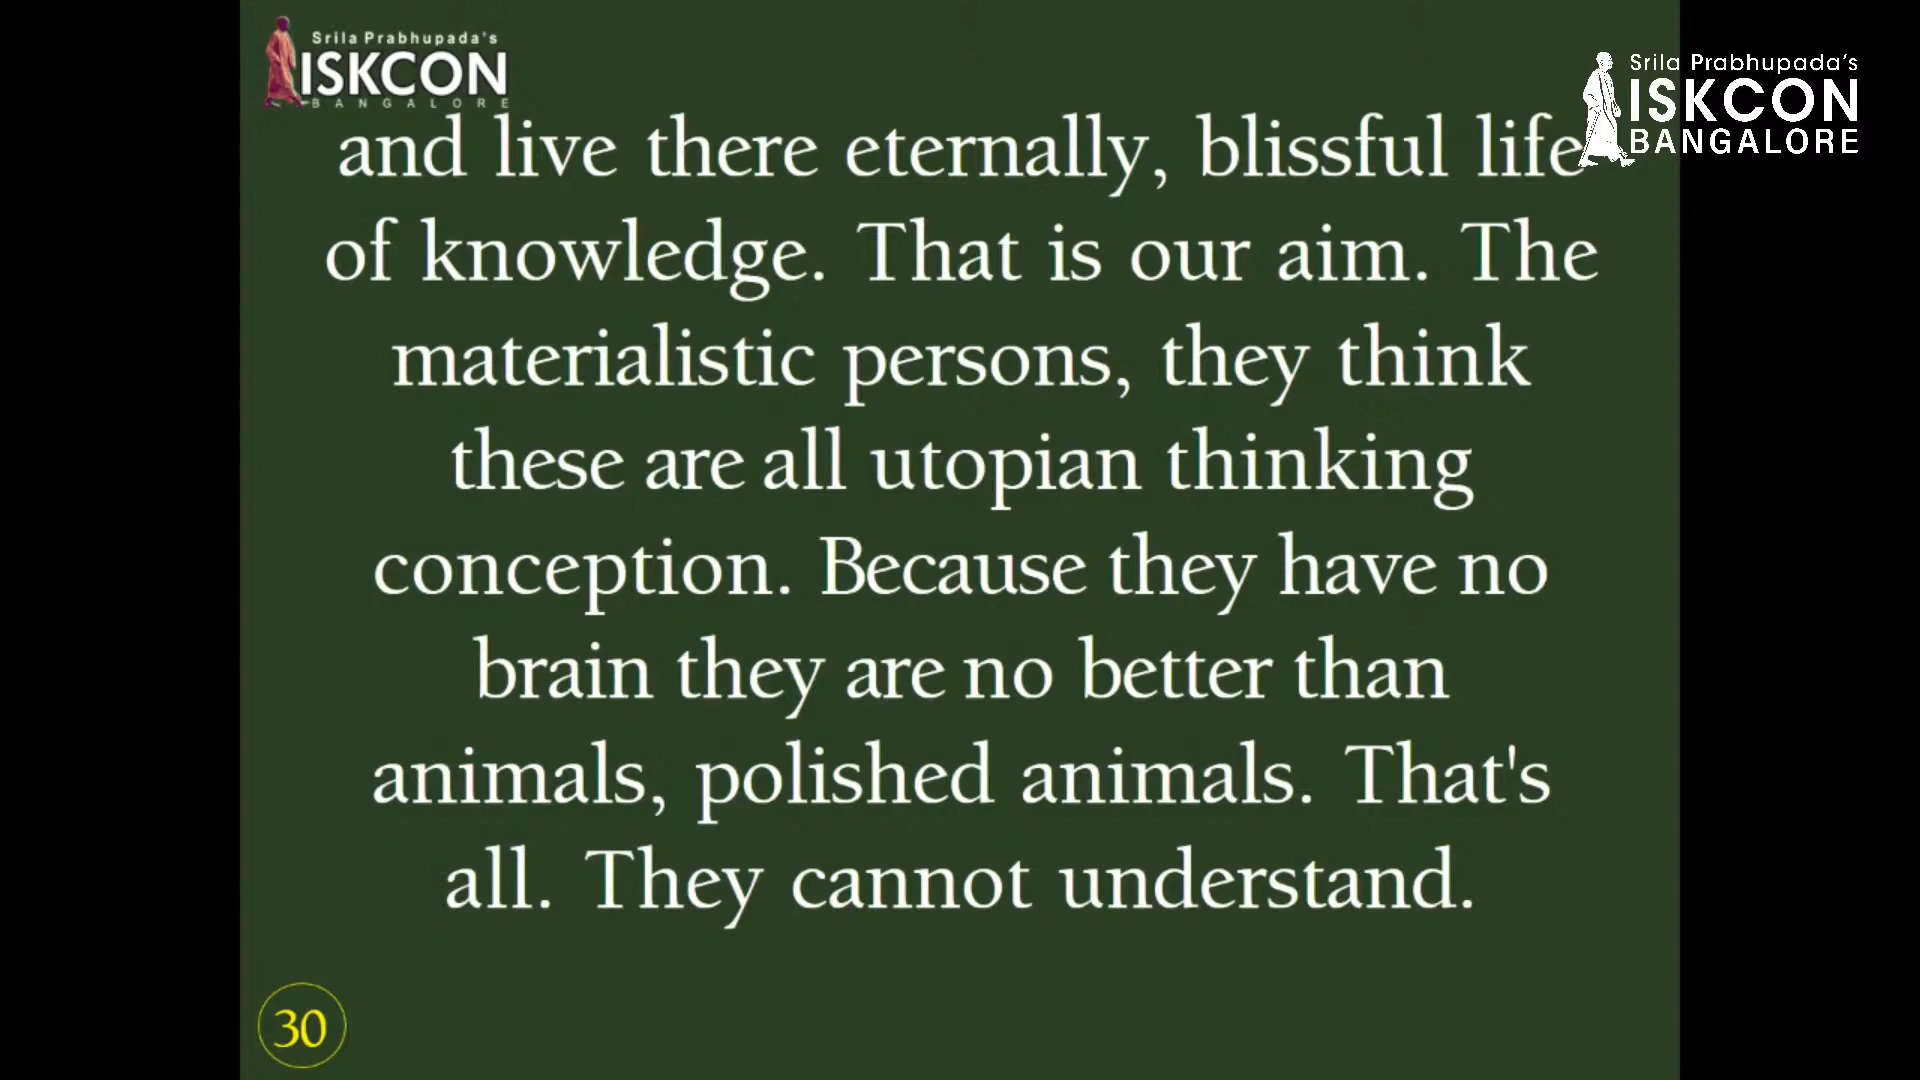 Srila Prabhupada's
ISKCON
BANGALORE
Srila Prabhupada's
ISKCON
BANGALORE
and live there eternally, blissful life
of knowledge. That is our aim. The
materialistic persons, they think
these are all utopian thinking
conception. Because they have no
brain they are no better than
animals, polished animals. That's
all. They cannot understand.
30